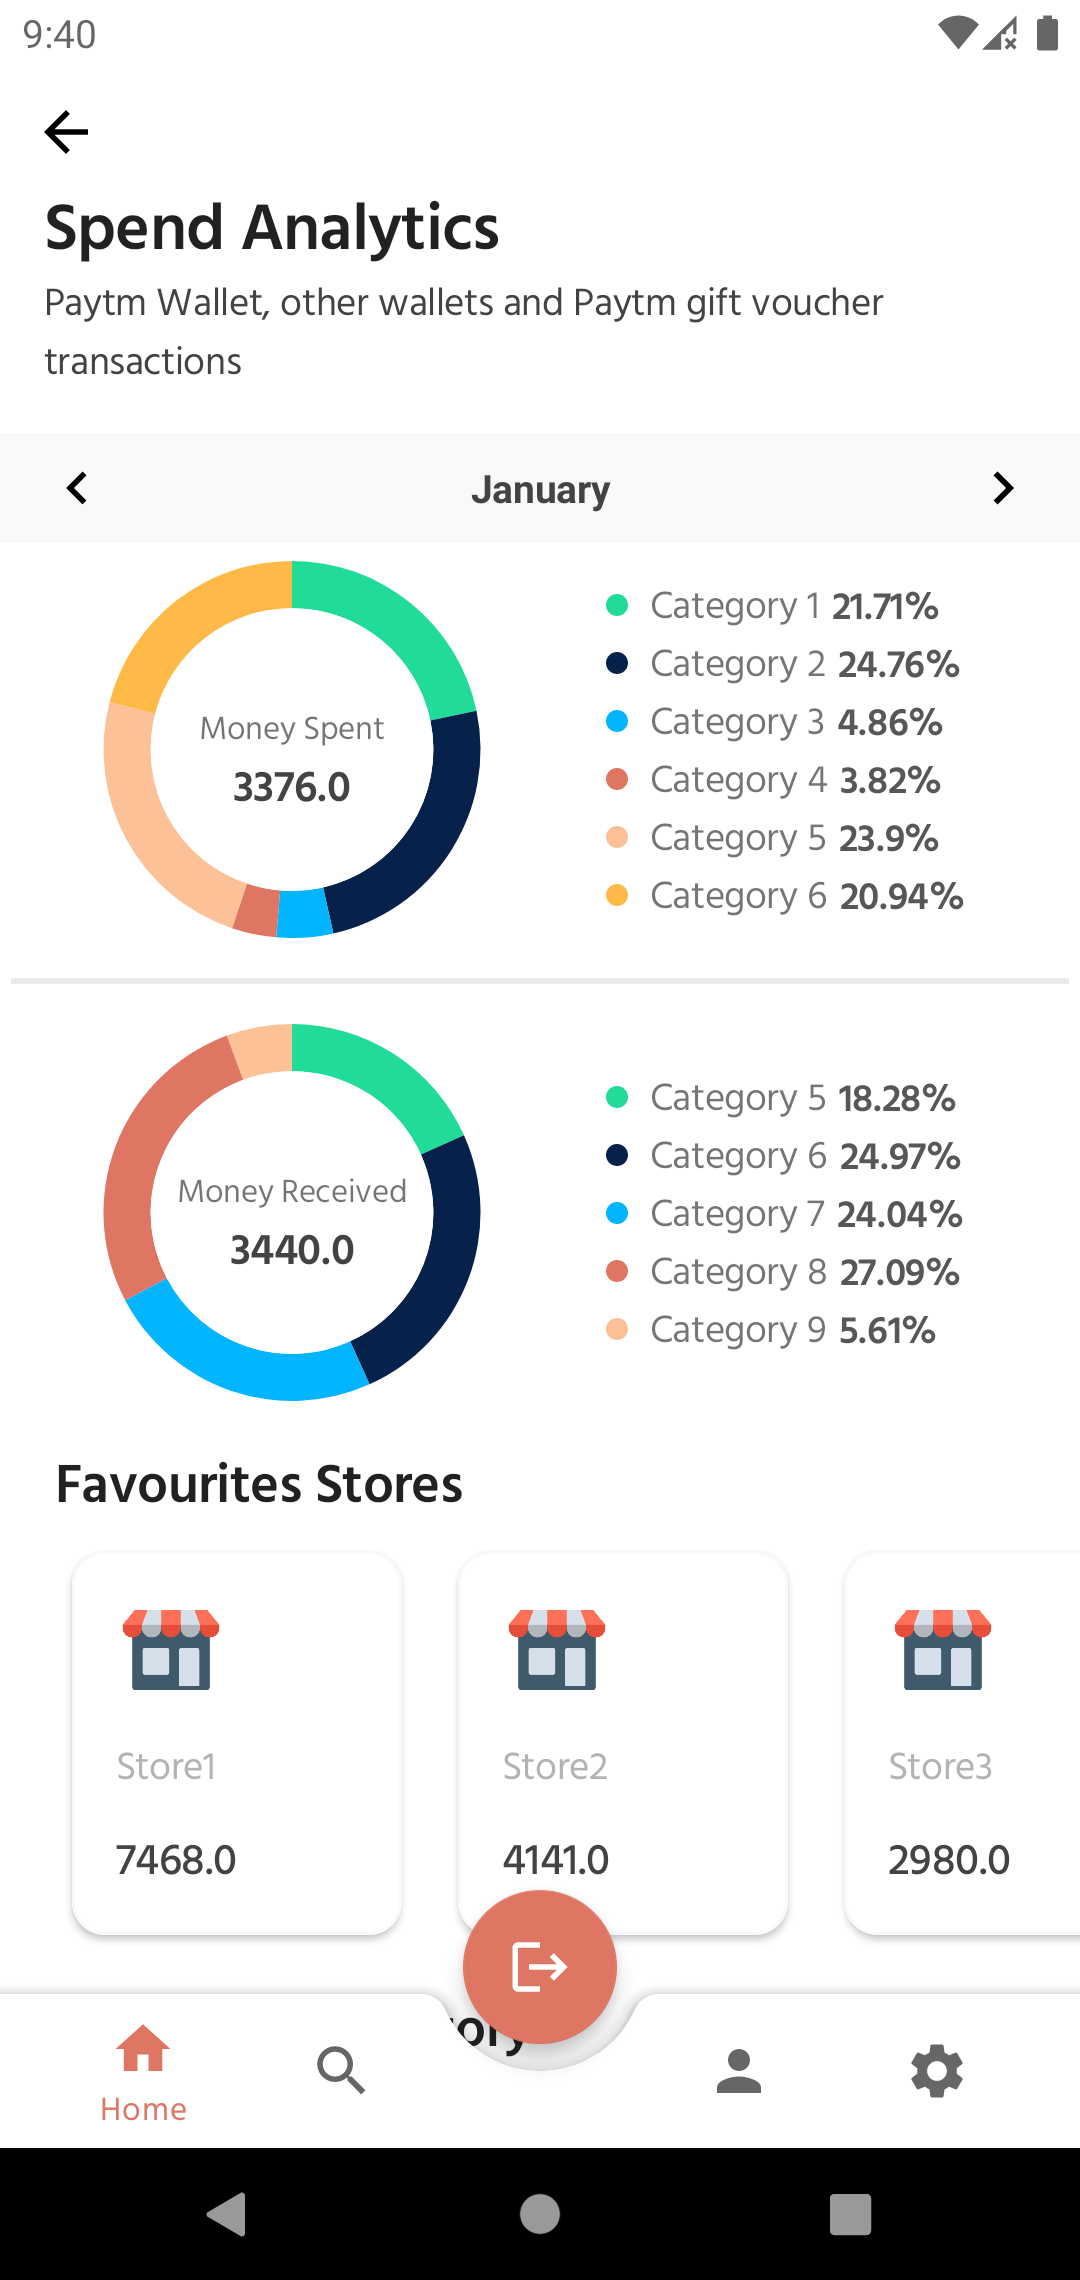 9:40
Spend Analytics
Paytm Wallet, other wallets and Paytm gift voucher
transactions
January
Money Spent
3376.0
Category 1 21.71%
Category 2 24.76%
Category 3 4.86%
Category 4 3.82%
Category 5 23.9%
Category 6 20.94%
Money Received
3440.0
Category 5 18.28%
Category 6 24.97%
Category 7 24.04%
Category 8 27.09%
Category 9 5.61%
Favourites Stores
Store1
Store2
Store3
7468.0
4141.0
2980.0
Home